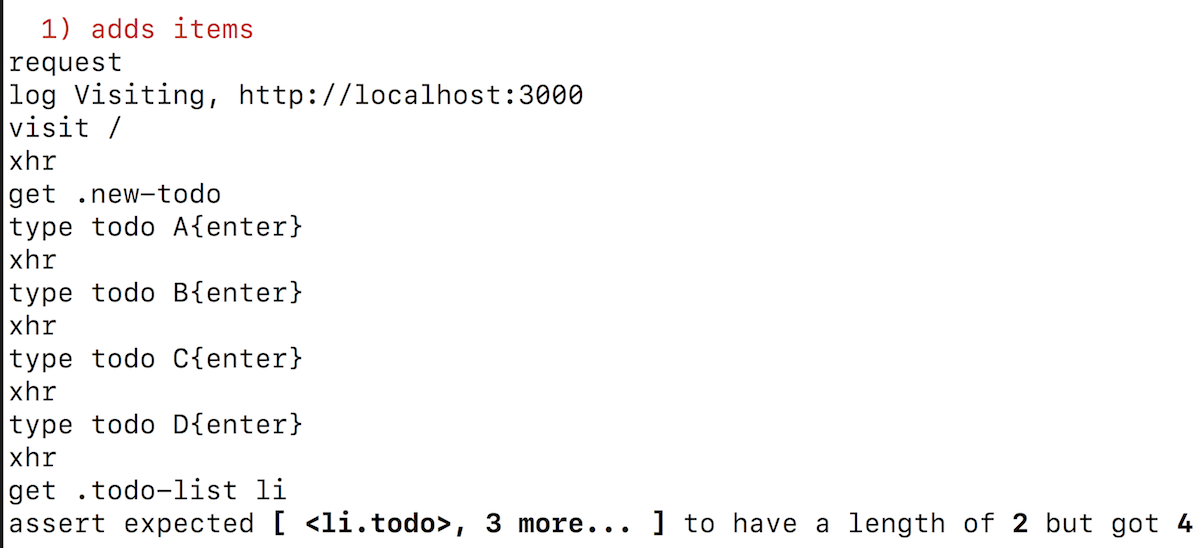 1) adds items
request
log Visiting, http://localhost:3000
visit /
xhr
get .new-todo
type todo A{enter}
xhr
type todo B{enter}
xhr
type todo C{enter}
xhr
type todo D{enter}
xhr
get .todo-list li
assert expected [ <li.todo>, 3 more... ] to have a length of 2 but got 4